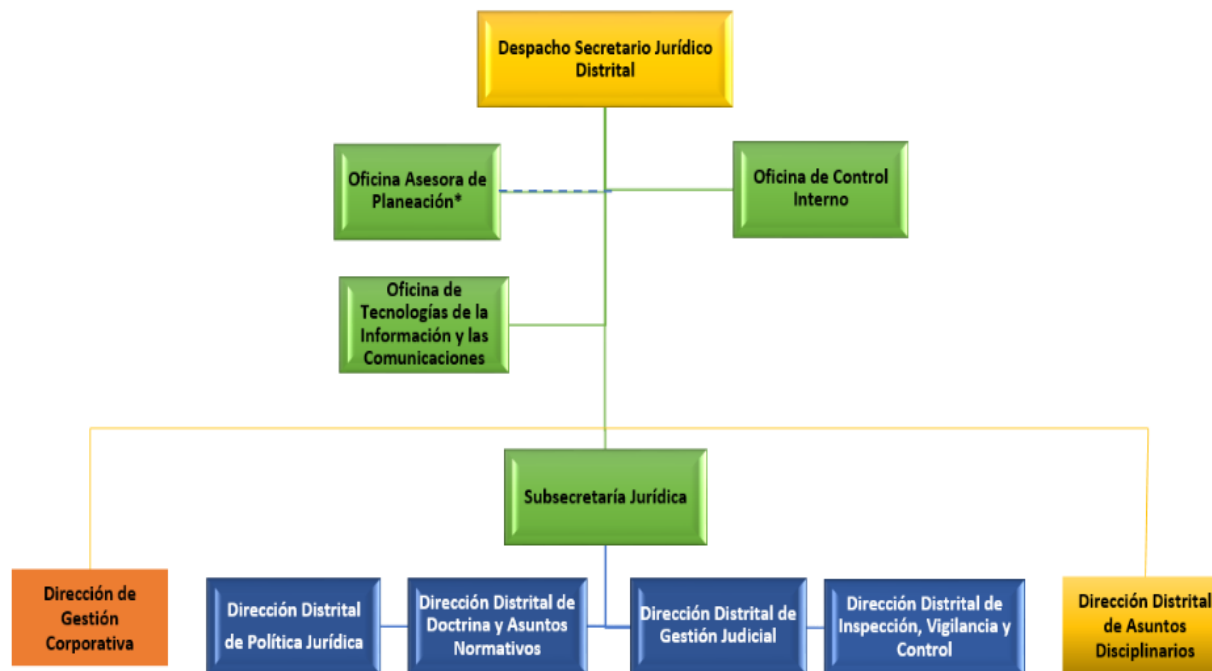 Despacho Secretario Jurídico
Distrital
Oficina Asesora de
Planeación*
Oficina de Control
Interno
Oficina de
Tecnologías de la
Información y las
Comunicaciones
Subsecretaría Jurídica
Dirección de
Gestión
Corporativa
Dirección Distrital
de Política Jurídica
Dirección Distrital de
Doctrina y Asuntos
Normativos
Dirección Distrital de
Gestión Judicial
Dirección Distrital de
Inspección, Vigilancia y
Control
Dirección Distrital
de Asuntos
Disciplinarios